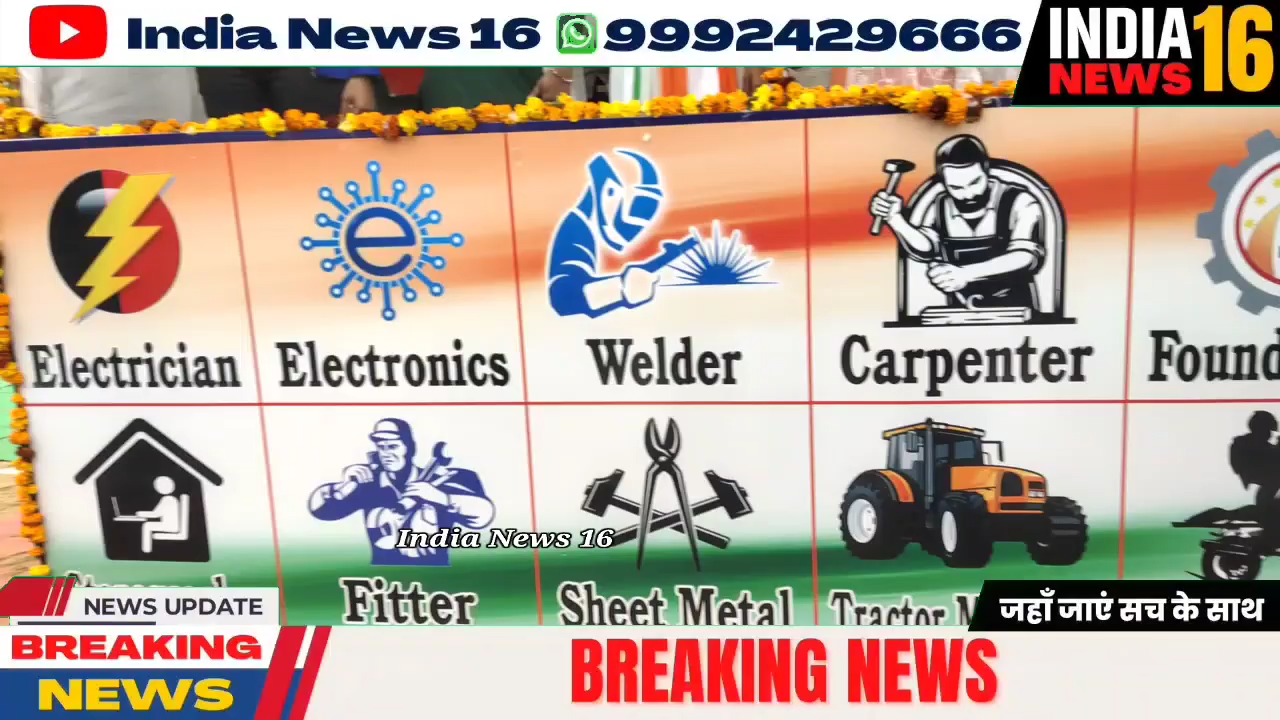 India News 16 9992429666
INDIA
NEWS 16
Electrician Electronics Welder Carpenter
e
India News 16
Fitter Sheet Metal Tractor
NEWS UPDATE
जहाँ जाएं सच के साथ
BREAKING
NEWS
BREAKING NEWS